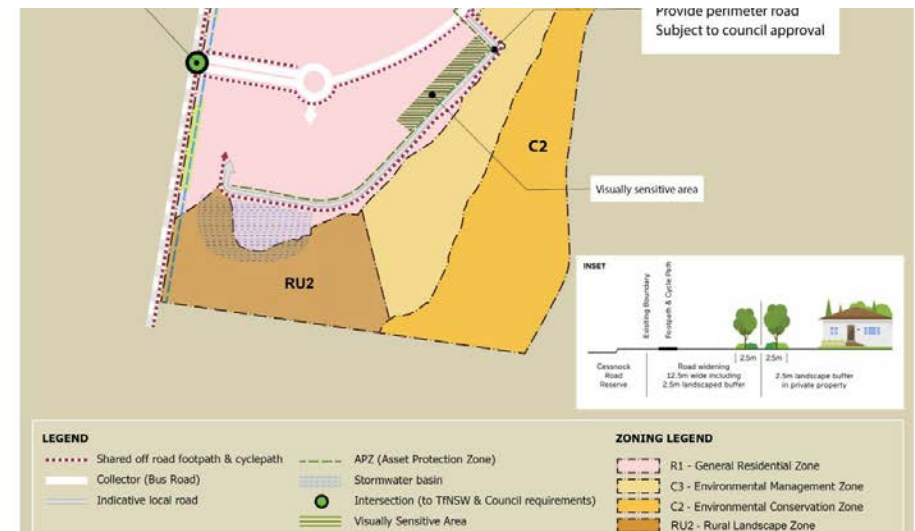 Provide perimeter road
Subject to council approval
C2
Visually sensitive area
RU2
INSET
Existing Boundary
Footpath & Cycle Path
2.5m
2.5m
Cessnock
Road
Reserve
Road widening
12.5m wide including
2.5m landscaped buffer
2.5m landscape buffer
in private property
LEGEND
Shared off road footpath & cyclepath
Collector (Bus Road)
Indicative local road
APZ (Asset Protection Zone)
Stormwater basin
Intersection (to TfNSW & Council requirements)
Visually Sensitive Area
ZONING LEGEND
R1 - General Residential Zone
C3 - Environmental Management Zone
C2 - Environmental Conservation Zone
RU2 - Rural Landscape Zone